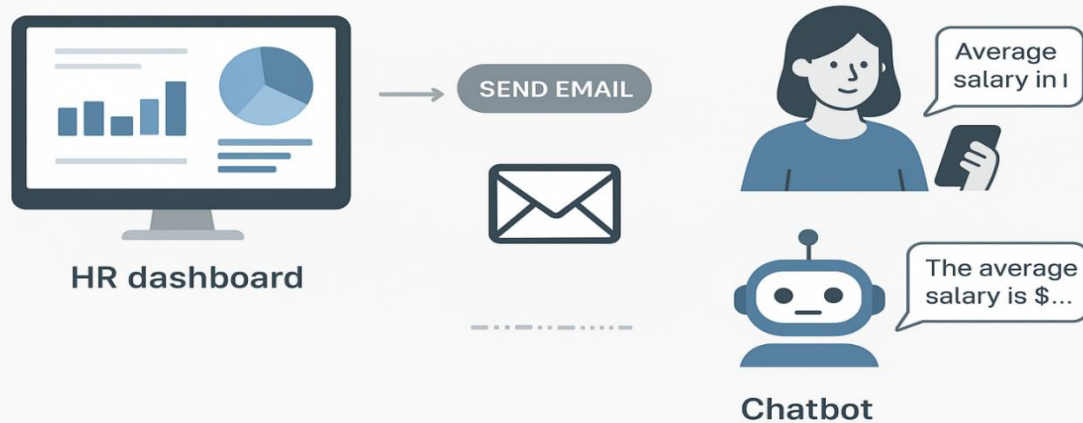 HR dashboard
SEND EMAIL
Average
salary in
The average
salary is $...
Chatbot